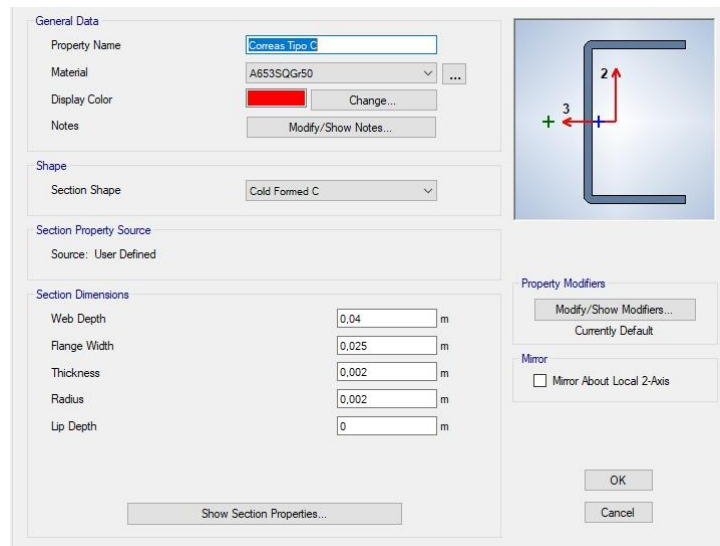 General Data
Property Name Correas Tipo C
Material A653SQGr50 ...
Display Color Change...
Notes Modify/Show Notes...
2
3
Shape
Section Shape Cold Formed C
Section Property Source
Source: User Defined
Property Modifiers
Modify/Show Modifiers...
Currently Default
Section Dimensions
Web Depth 0,04 m
Flange Width 0,025 m
Thickness 0,002 m
Radius 0,002 m
Lip Depth 0 m
Mirror
Mirror About Local 2-Axis
Show Section Properties...
OK
Cancel